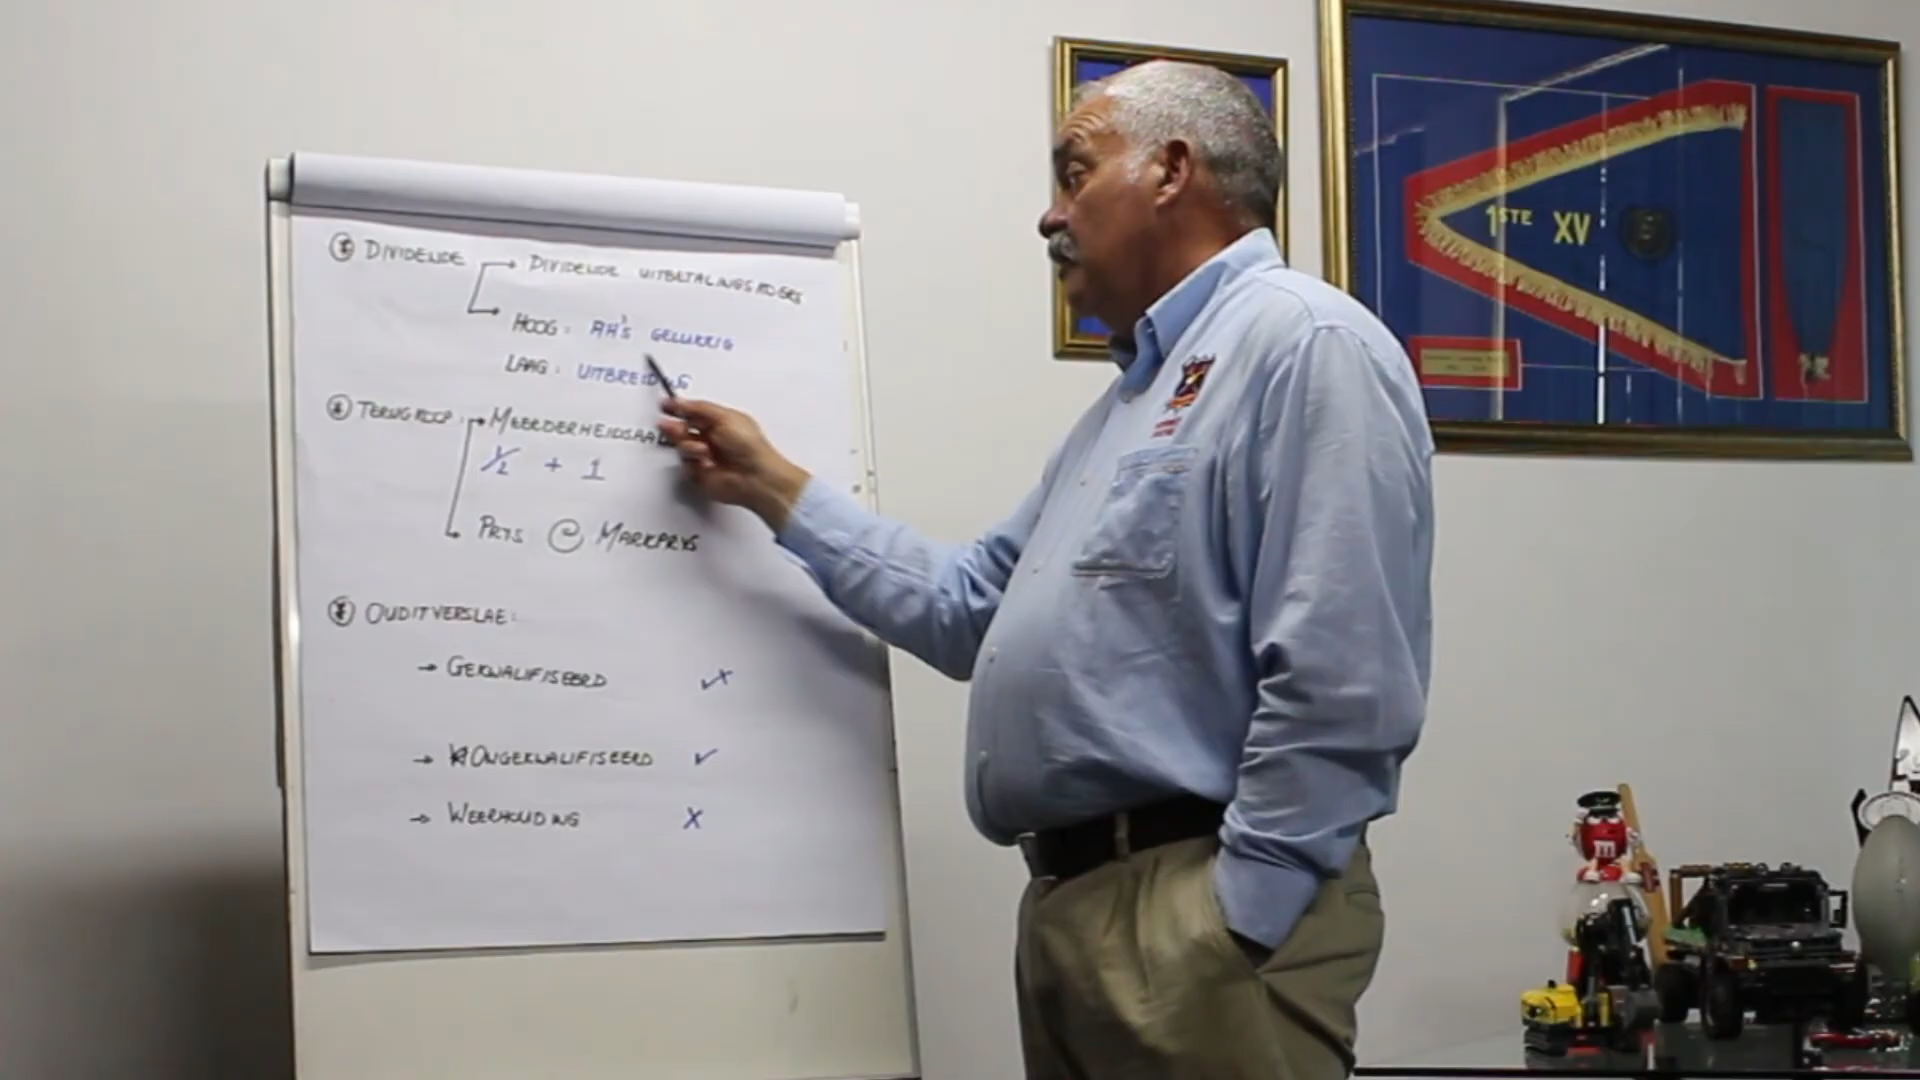 * DIVIDENDE → DIVIDENDE UITBETALINGSKOERS
→ HOOG: AH'S GELUKKIG
LAAG: UITBREIDING
* TERUGKOOP: → MEERDERHEIDSAA
1/2 + 1
→ PRYS @ MARKPRYS
* OUDITVERSLAE:
→ GEKWALIFISEERD ✓x
→ ONGEKWALIFISEERD ✓
→ WEERHOUDING X
1STE XV
m